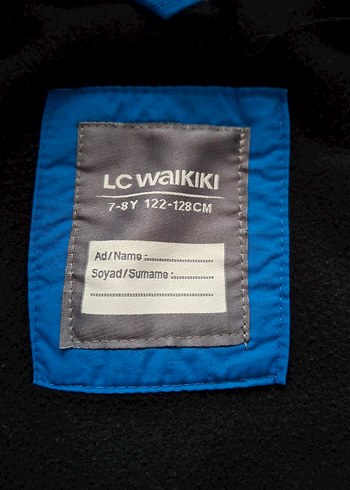 LC WAIKIKI
7-8Y 122-128CM
Ad/Name:
Soyad/Surname: